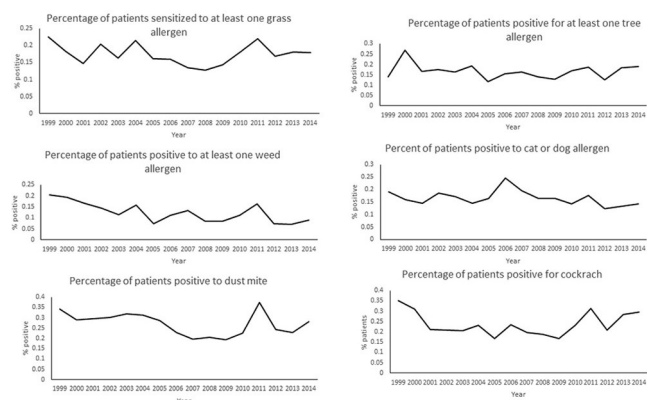 Percentage of patients sensitized to at least one grass
allergen
0.25
0.2
0.15
0.1
0.05
0
% positive
1999 2000 2001 2002 2003 2004 2005 2006 2007 2008 2009 2010 2011 2012 2013 2014
Year
Percentage of patients positive for at least one tree
allergen
0.3
0.25
0.2
0.15
0.1
0.05
0
% positive
1999 2000 2001 2002 2003 2004 2005 2006 2007 2008 2009 2010 2011 2012 2013 2014
Year
Percentage of patients positive to at least one weed
allergen
0.25
0.2
0.15
0.1
0.05
0
% positive
1999 2000 2001 2002 2003 2004 2005 2006 2007 2008 2009 2010 2011 2012 2013 2014
Year
Percent of patients positive to cat or dog allergen
0.3
0.25
0.2
0.15
0.1
0.05
0
% positive
1999 2000 2001 2002 2003 2004 2005 2006 2007 2008 2009 2010 2011 2012 2013 2014
Year
Percentage of patients positive to dust mite
0.4
0.35
0.3
0.25
0.2
0.15
0.1
0.05
0
% positive
1999 2000 2001 2002 2003 2004 2005 2006 2007 2008 2009 2010 2011 2012 2013 2014
Percentage of patients positive for cockrach
0.4
0.35
0.3
0.25
0.2
0.15
0.1
0.05
0
% patients
1999 2000 2001 2002 2003 2004 2005 2006 2007 2008 2009 2010 2011 2012 2013 2014
Year